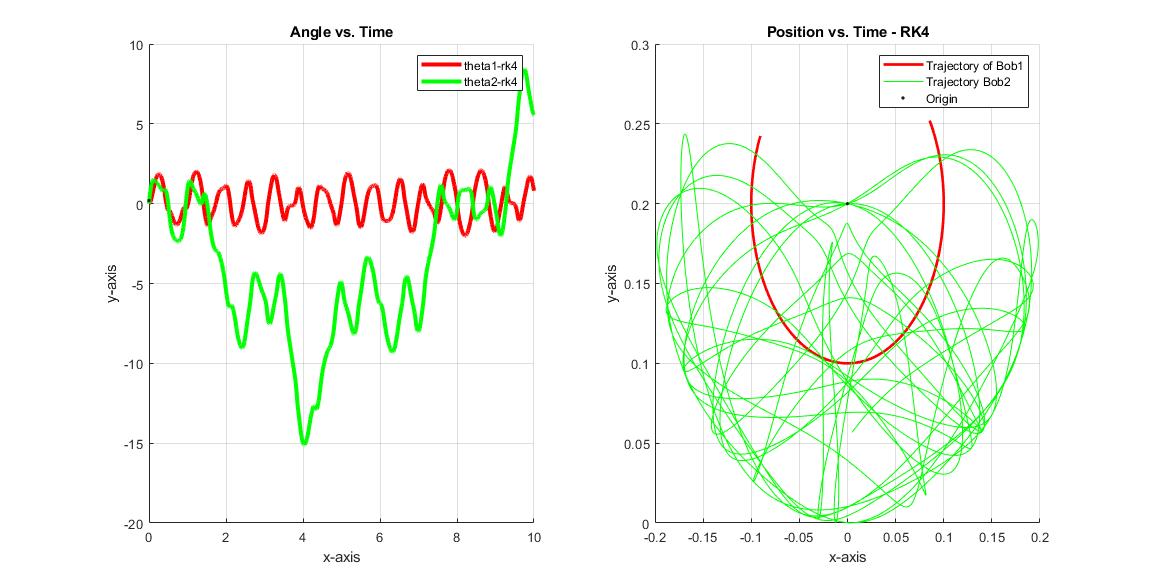 Angle vs. Time
10
5
0
-5
-10
-15
-20
0
2
4
6
8
10
y-axis
x-axis
theta1-rk4
theta2-rk4
Position vs. Time - RK4
0.3
0.25
0.2
0.15
0.1
0.05
0
-0.2
-0.15
-0.1
-0.05
0
0.05
0.1
0.15
0.2
y-axis
x-axis
Trajectory of Bob1
Trajectory Bob2
Origin